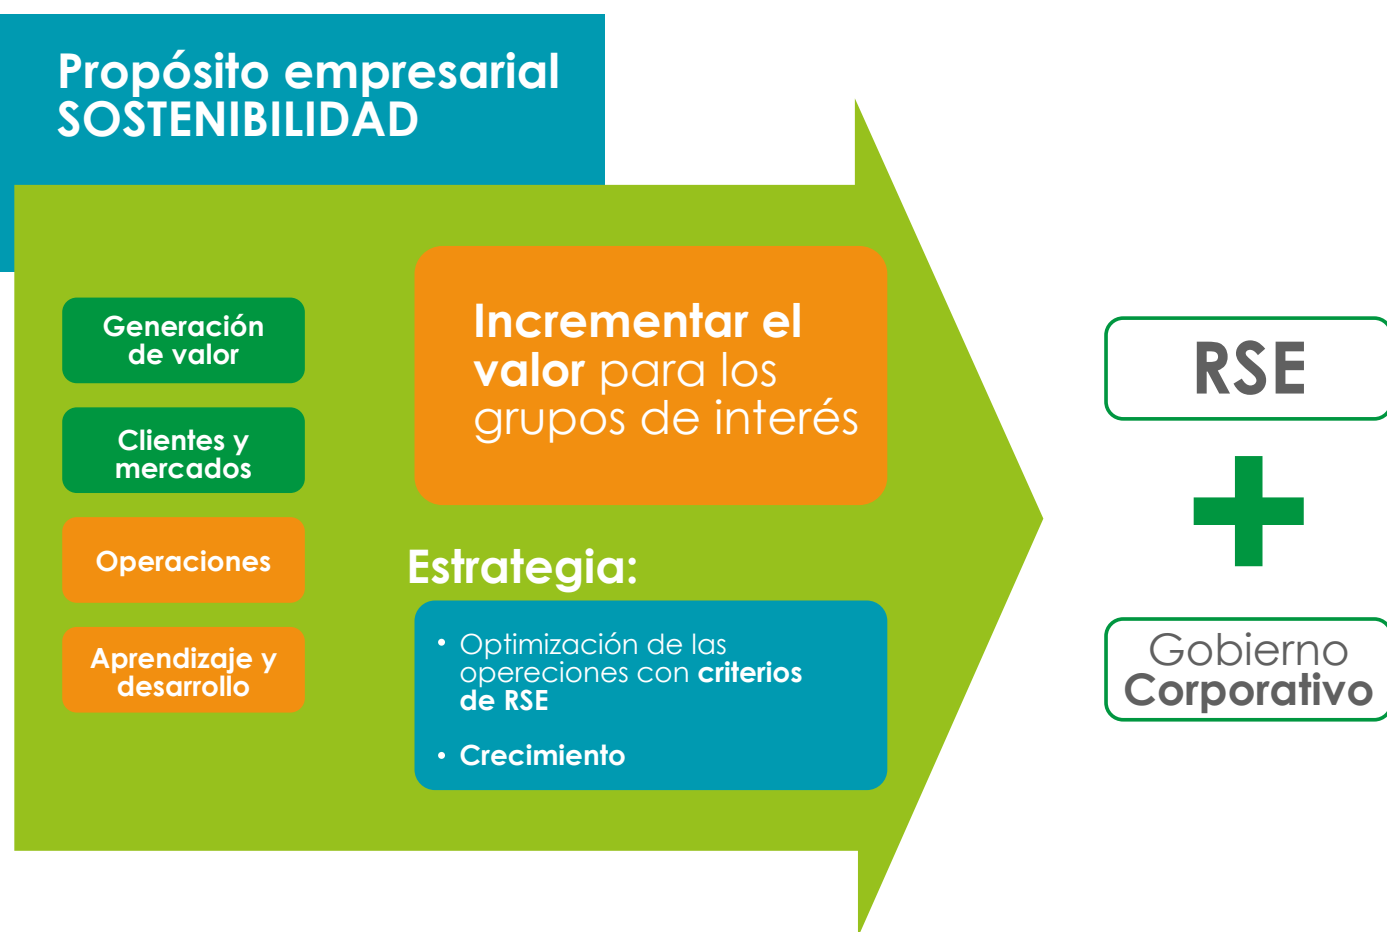 Propósito empresarial
SOSTENIBILIDAD
Generación
de valor
Clientes y
mercados
Operaciones
Aprendizaje y
desarrollo
Incrementar el
valor para los
grupos de interés
Estrategia:
• Optimización de las
opereciones con criterios
de RSE
• Crecimiento
RSE
Gobierno
Corporativo